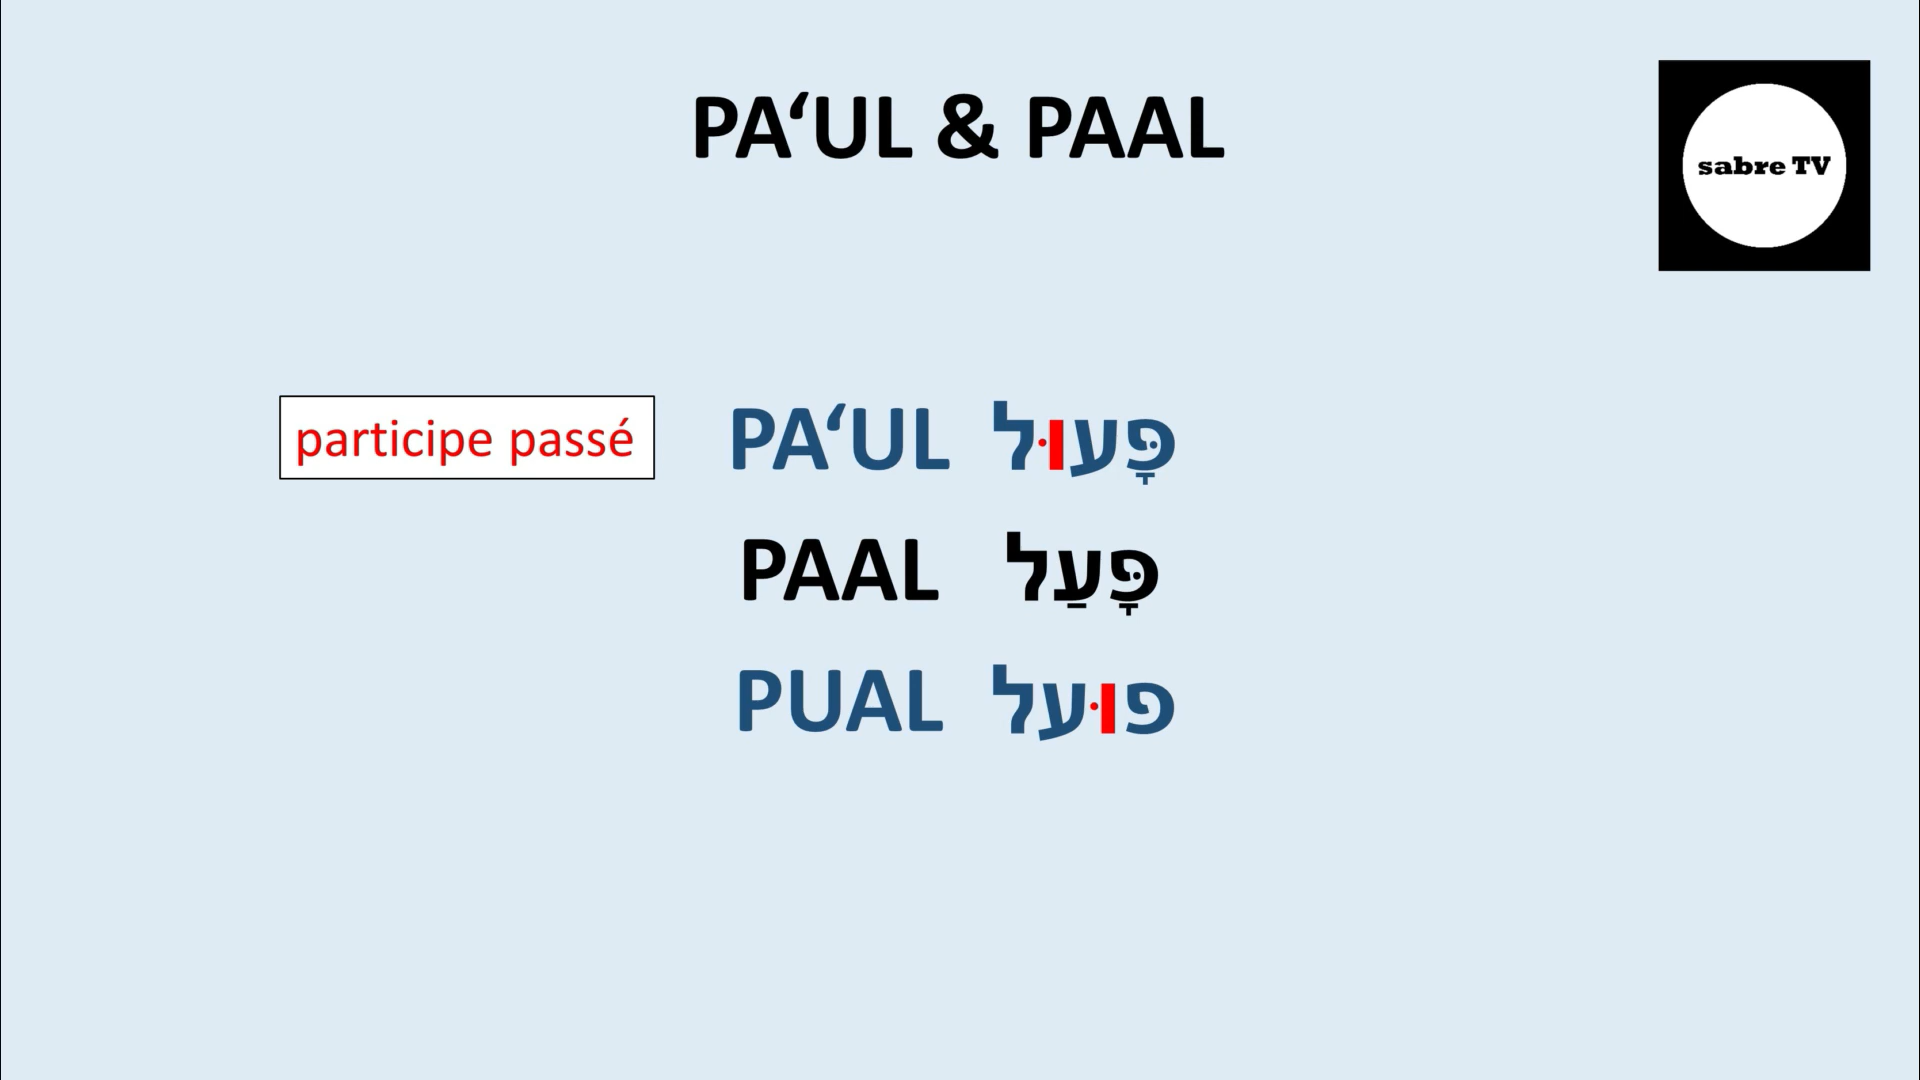 PA‘UL & PAAL
sabre TV
participe passé PA‘UL פָּעוּל
PAAL פָּעַל
PUAL פוּעל